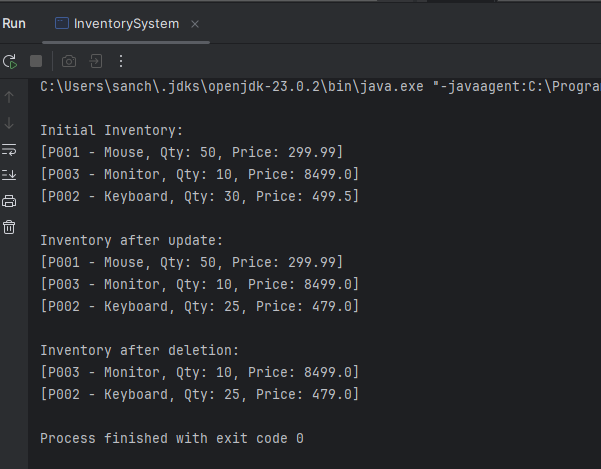 Run InventorySystem
C:\Users\sanch\.jdks\openjdk-23.0.2\bin\java.exe "-javaagent:C:\Program
Initial Inventory:
[P001 - Mouse, Qty: 50, Price: 299.99]
[P003 - Monitor, Qty: 10, Price: 8499.0]
[P002 - Keyboard, Qty: 30, Price: 499.5]
Inventory after update:
[P001 - Mouse, Qty: 50, Price: 299.99]
[P003 - Monitor, Qty: 10, Price: 8499.0]
[P002 - Keyboard, Qty: 25, Price: 479.0]
Inventory after deletion:
[P003 - Monitor, Qty: 10, Price: 8499.0]
[P002 - Keyboard, Qty: 25, Price: 479.0]
Process finished with exit code 0